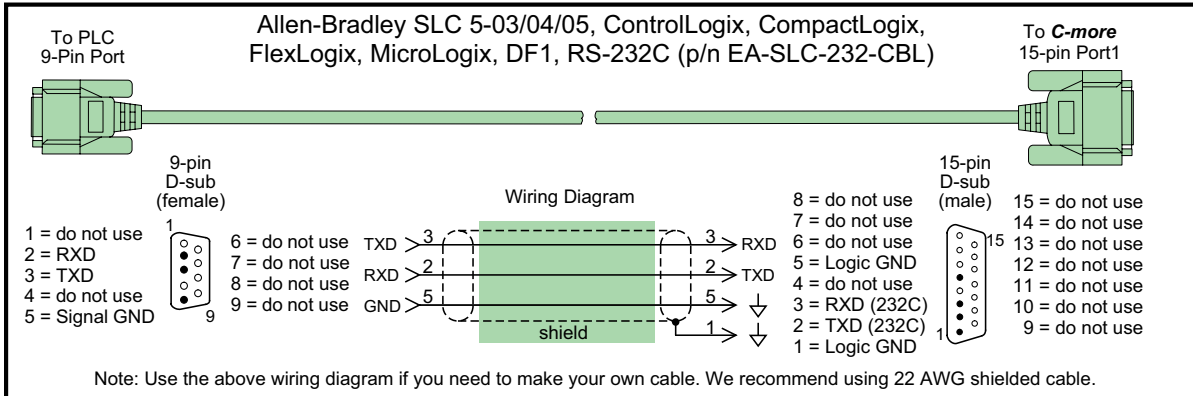 To PLC
9-Pin Port
Allen-Bradley SLC 5-03/04/05, ControlLogix, CompactLogix,
FlexLogix, MicroLogix, DF1, RS-232C (p/n EA-SLC-232-CBL)
To C-more
15-pin Port1
9-pin
D-sub
(female)
1
9
1 = do not use
2 = RXD
3 = TXD
4 = do not use
5 = Signal GND
6 = do not use
7 = do not use
8 = do not use
9 = do not use
Wiring Diagram
TXD 3 3 RXD
RXD 2 2 TXD
GND 5 5
shield 1
8 = do not use
7 = do not use
6 = do not use
5 = Logic GND
4 = do not use
3 = RXD (232C)
2 = TXD (232C)
1 = Logic GND
15-pin
D-sub
(male)
15
1
15 = do not use
14 = do not use
13 = do not use
12 = do not use
11 = do not use
10 = do not use
9 = do not use
Note: Use the above wiring diagram if you need to make your own cable. We recommend using 22 AWG shielded cable.